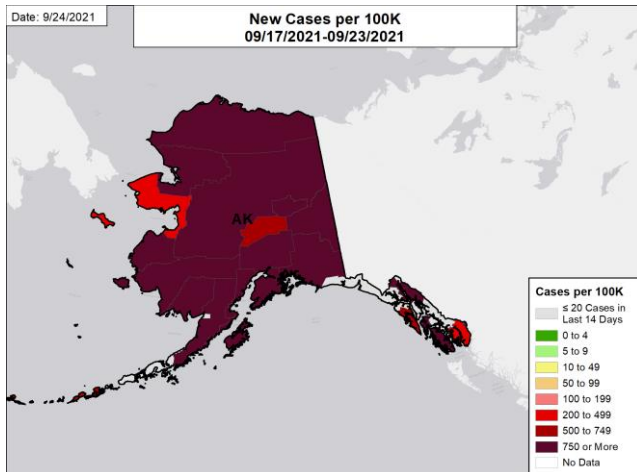 Date: 9/24/2021
New Cases per 100K
09/17/2021-09/23/2021
AK
Cases per 100K
≤ 20 Cases in
Last 14 Days
0 to 4
5 to 9
10 to 49
50 to 99
100 to 199
200 to 499
500 to 749
750 or More
No Data